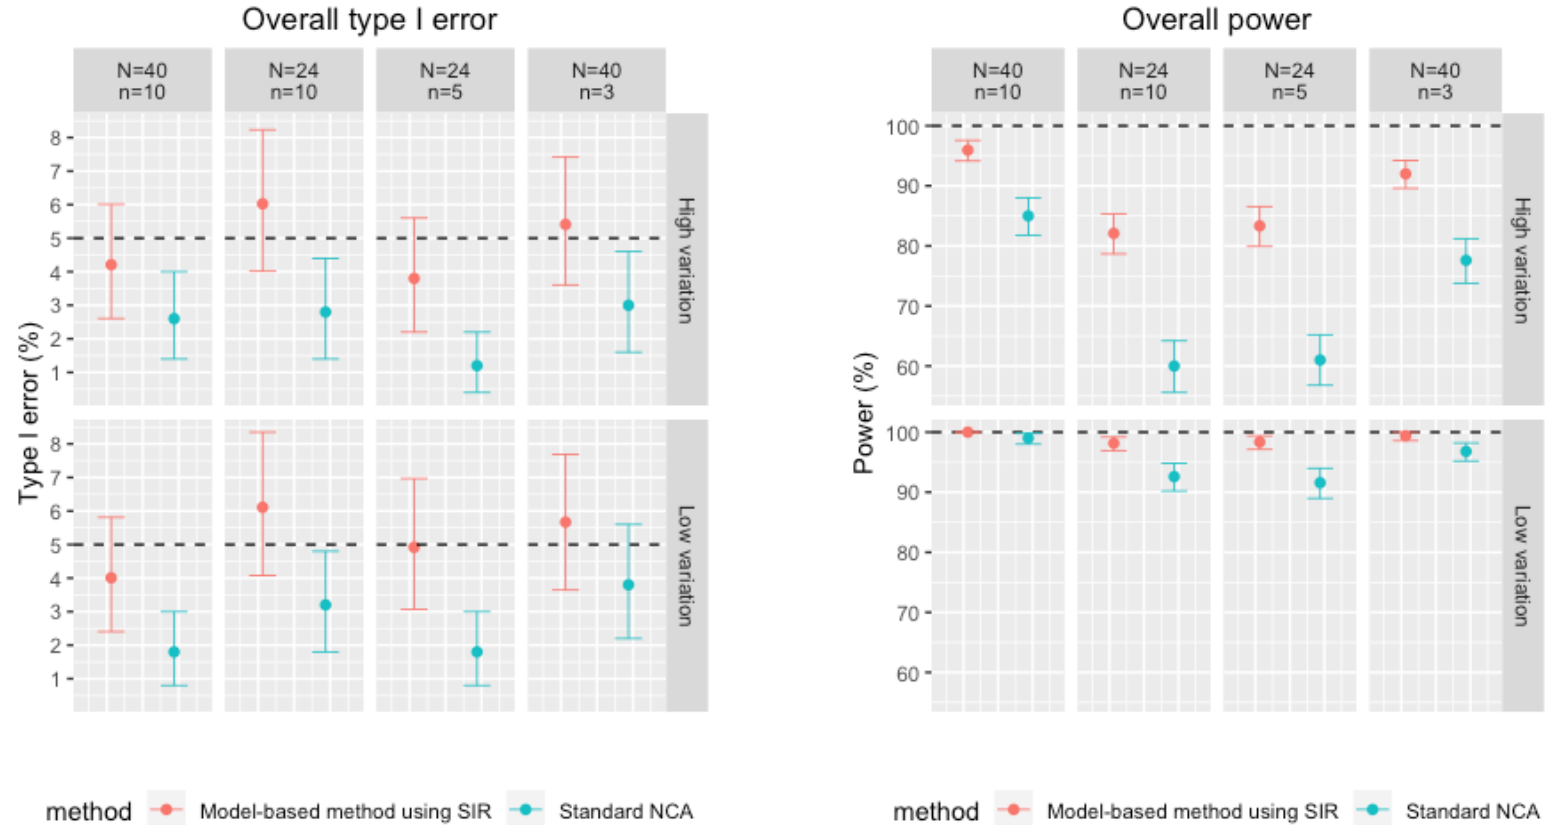 Overall type I error
N=40
n=10
N=24
n=10
N=24
n=5
N=40
n=3
Type I error (%)
8
7
6
5
4
3
2
1
High variation
8
7
6
5
4
3
2
1
Low variation
method
Model-based method using SIR
Standard NCA
Overall power
N=40
n=10
N=24
n=10
N=24
n=5
N=40
n=3
Power (%)
100
90
80
70
60
High variation
100
90
80
70
60
Low variation
method
Model-based method using SIR
Standard NCA